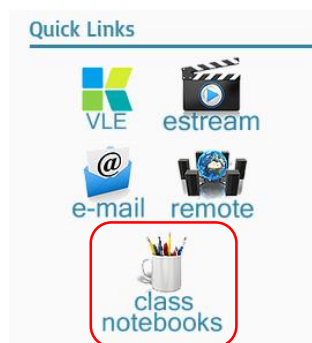 Quick Links
VLE estream
@
e-mail remote
class
notebooks